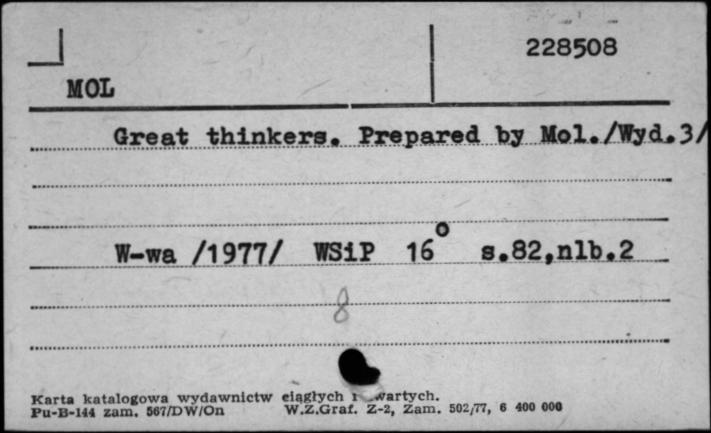 228508
MOL
Great thinkers. Prepared by Mol./Wyd.3/
W-wa /1977/ WSiP 16° s.82,nlb.2
8
Karta katalogowa wydawnictw ciągłych i zwartych.
Pu-B-144 zam. 567/DW/On W.Z.Graf. Z-2, Zam. 502/77, 6 400 000